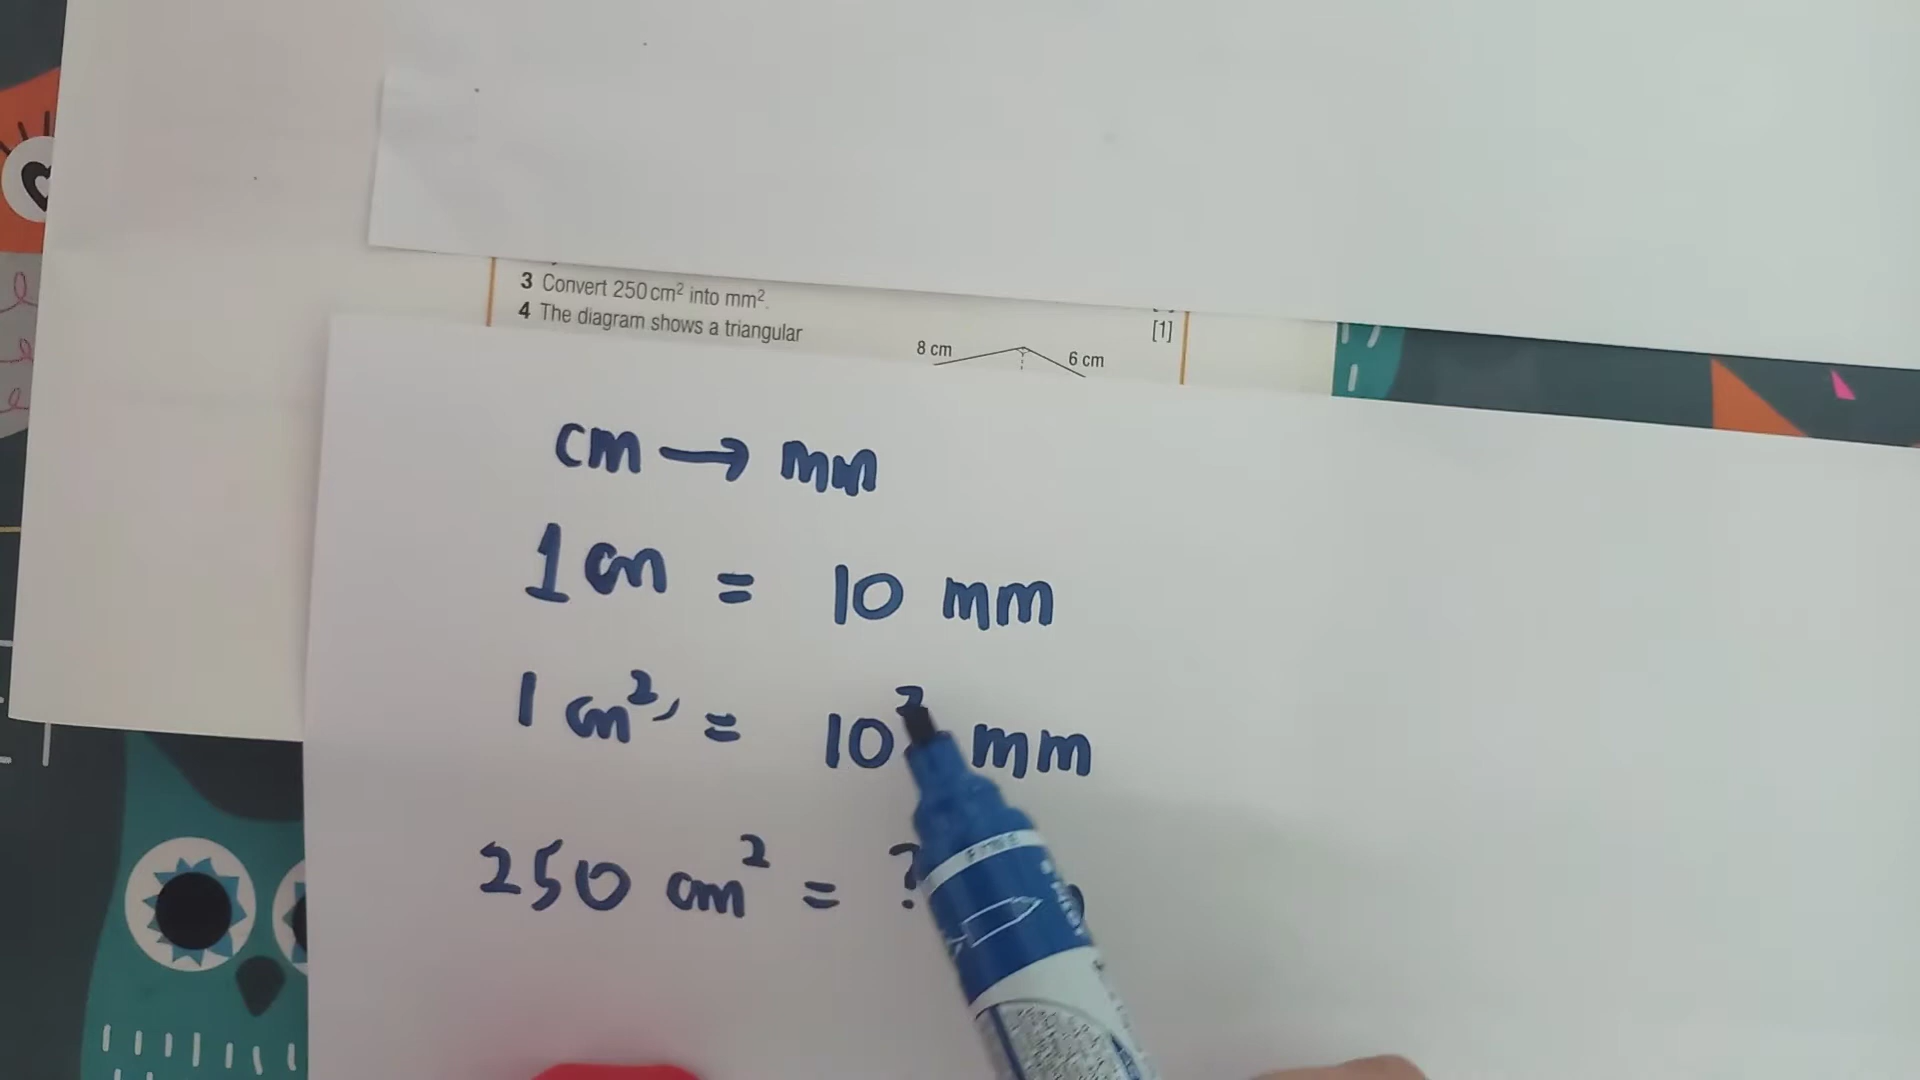 3 Convert 250 cm² into mm².
[1]
4 The diagram shows a triangular
8 cm
6 cm
cm → mm
1 cm = 10 mm
1 cm² = 10² mm
250 cm² = ?
FINE